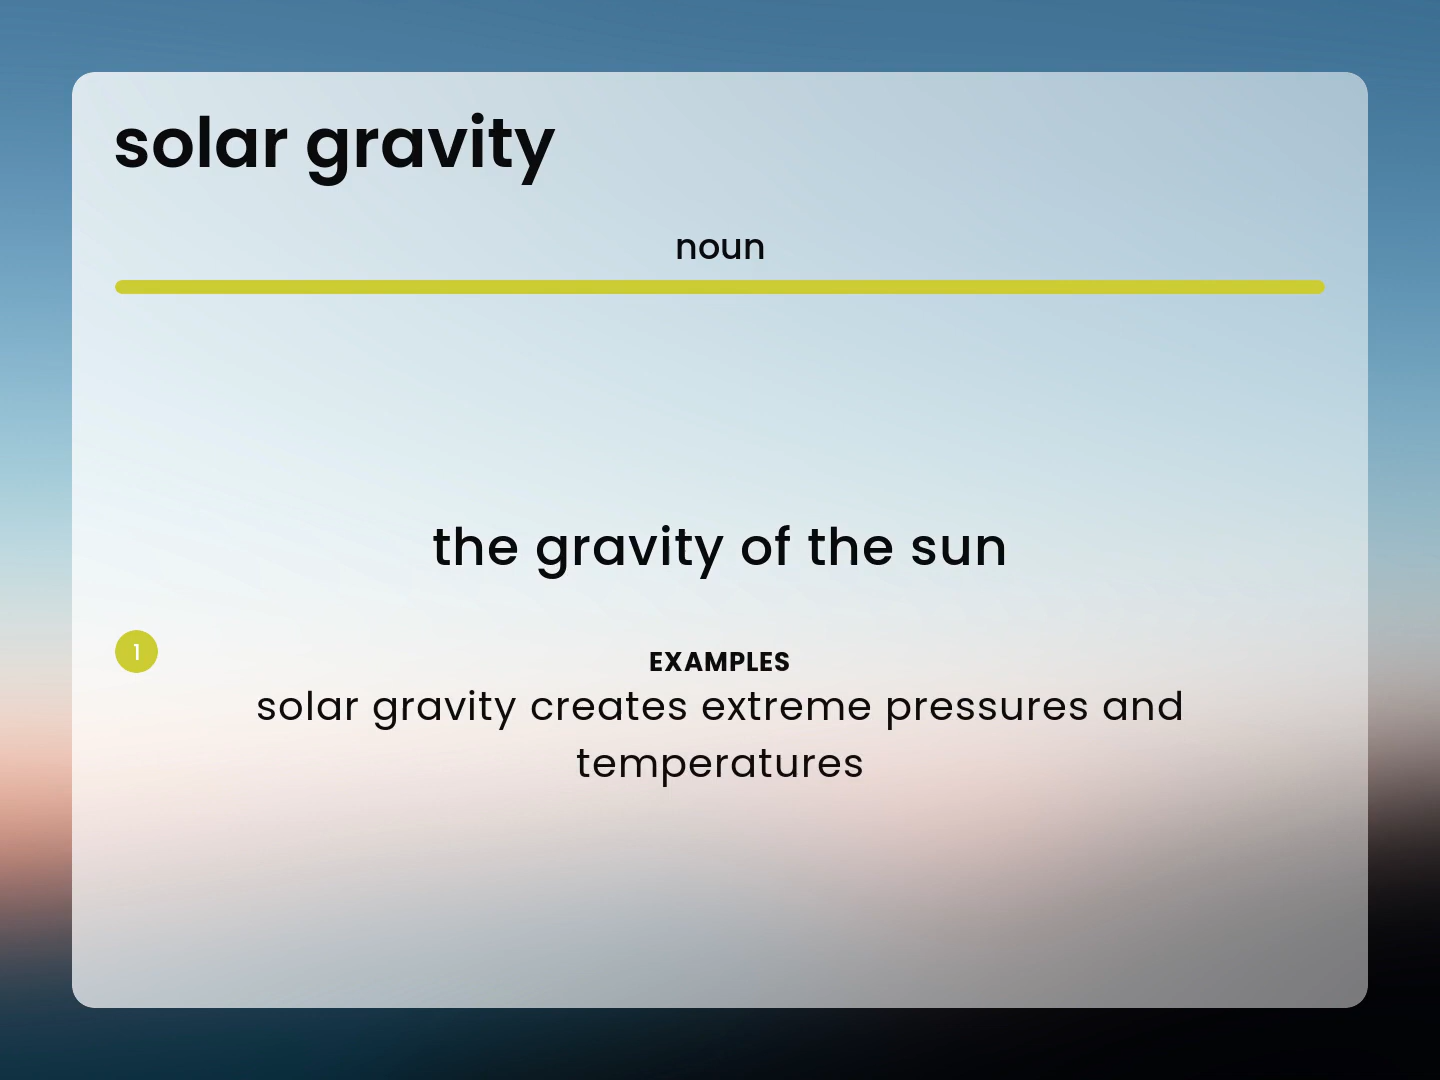 solar gravity
noun
the gravity of the sun
1
EXAMPLES
solar gravity creates extreme pressures and
temperatures